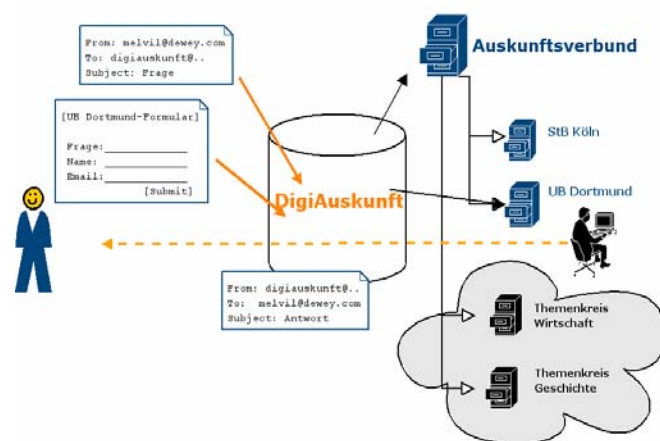 From: melvil@dewey.com
To: digiauskunft@..
Subject: Frage
Auskunftsverbund
[UB Dortmund-Formular]
Frage:
Name:
Email:
[Submit]
StB Köln
UB Dortmund
DigiAuskunft
From: digiauskunft@..
To: melvil@dewey.com
Subject: Antwort
Themenkreis
Wirtschaft
Themenkreis
Geschichte